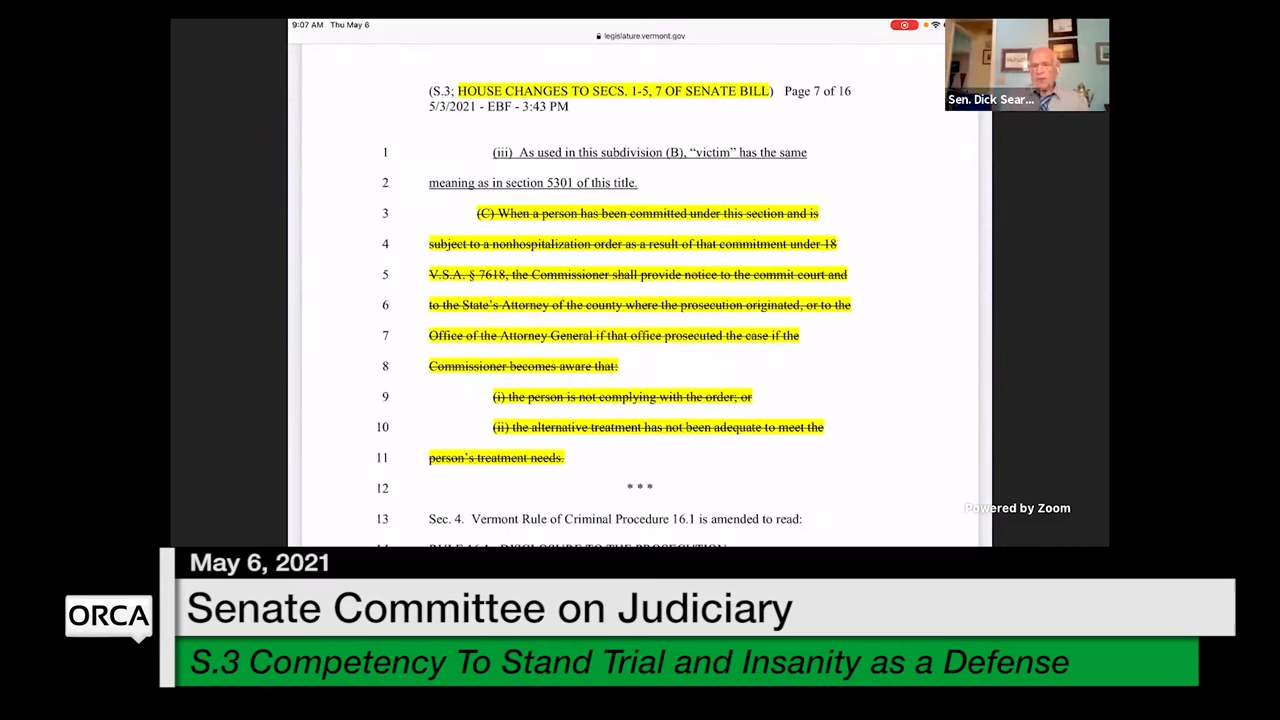 9:07 AM Thu May 6
legislature.vermont.gov
(S.3; HOUSE CHANGES TO SECS. 1-5, 7 OF SENATE BILL) Page 7 of 16
5/3/2021 - EBF - 3:43 PM
Sen. Dick Sear...
1 (iii) As used in this subdivision (B), “victim” has the same
2 meaning as in section 5301 of this title.
3 (C) When a person has been committed under this section and is
4 subject to a nonhospitalization order as a result of that commitment under 18
5 V.S.A. § 7618, the Commissioner shall provide notice to the commit court and
6 to the State’s Attorney of the county where the prosecution originated, or to the
7 Office of the Attorney General if that office prosecuted the case if the
8 Commissioner becomes aware that:
9 (i) the person is not complying with the order; or
10 (ii) the alternative treatment has not been adequate to meet the
11 person’s treatment needs.
12 * * *
Powered by Zoom
13 Sec. 4. Vermont Rule of Criminal Procedure 16.1 is amended to read:
14 RULE 16.1. DISCLOSURE TO THE PROSECUTION
May 6, 2021
ORCA
Senate Committee on Judiciary
S.3 Competency To Stand Trial and Insanity as a Defense